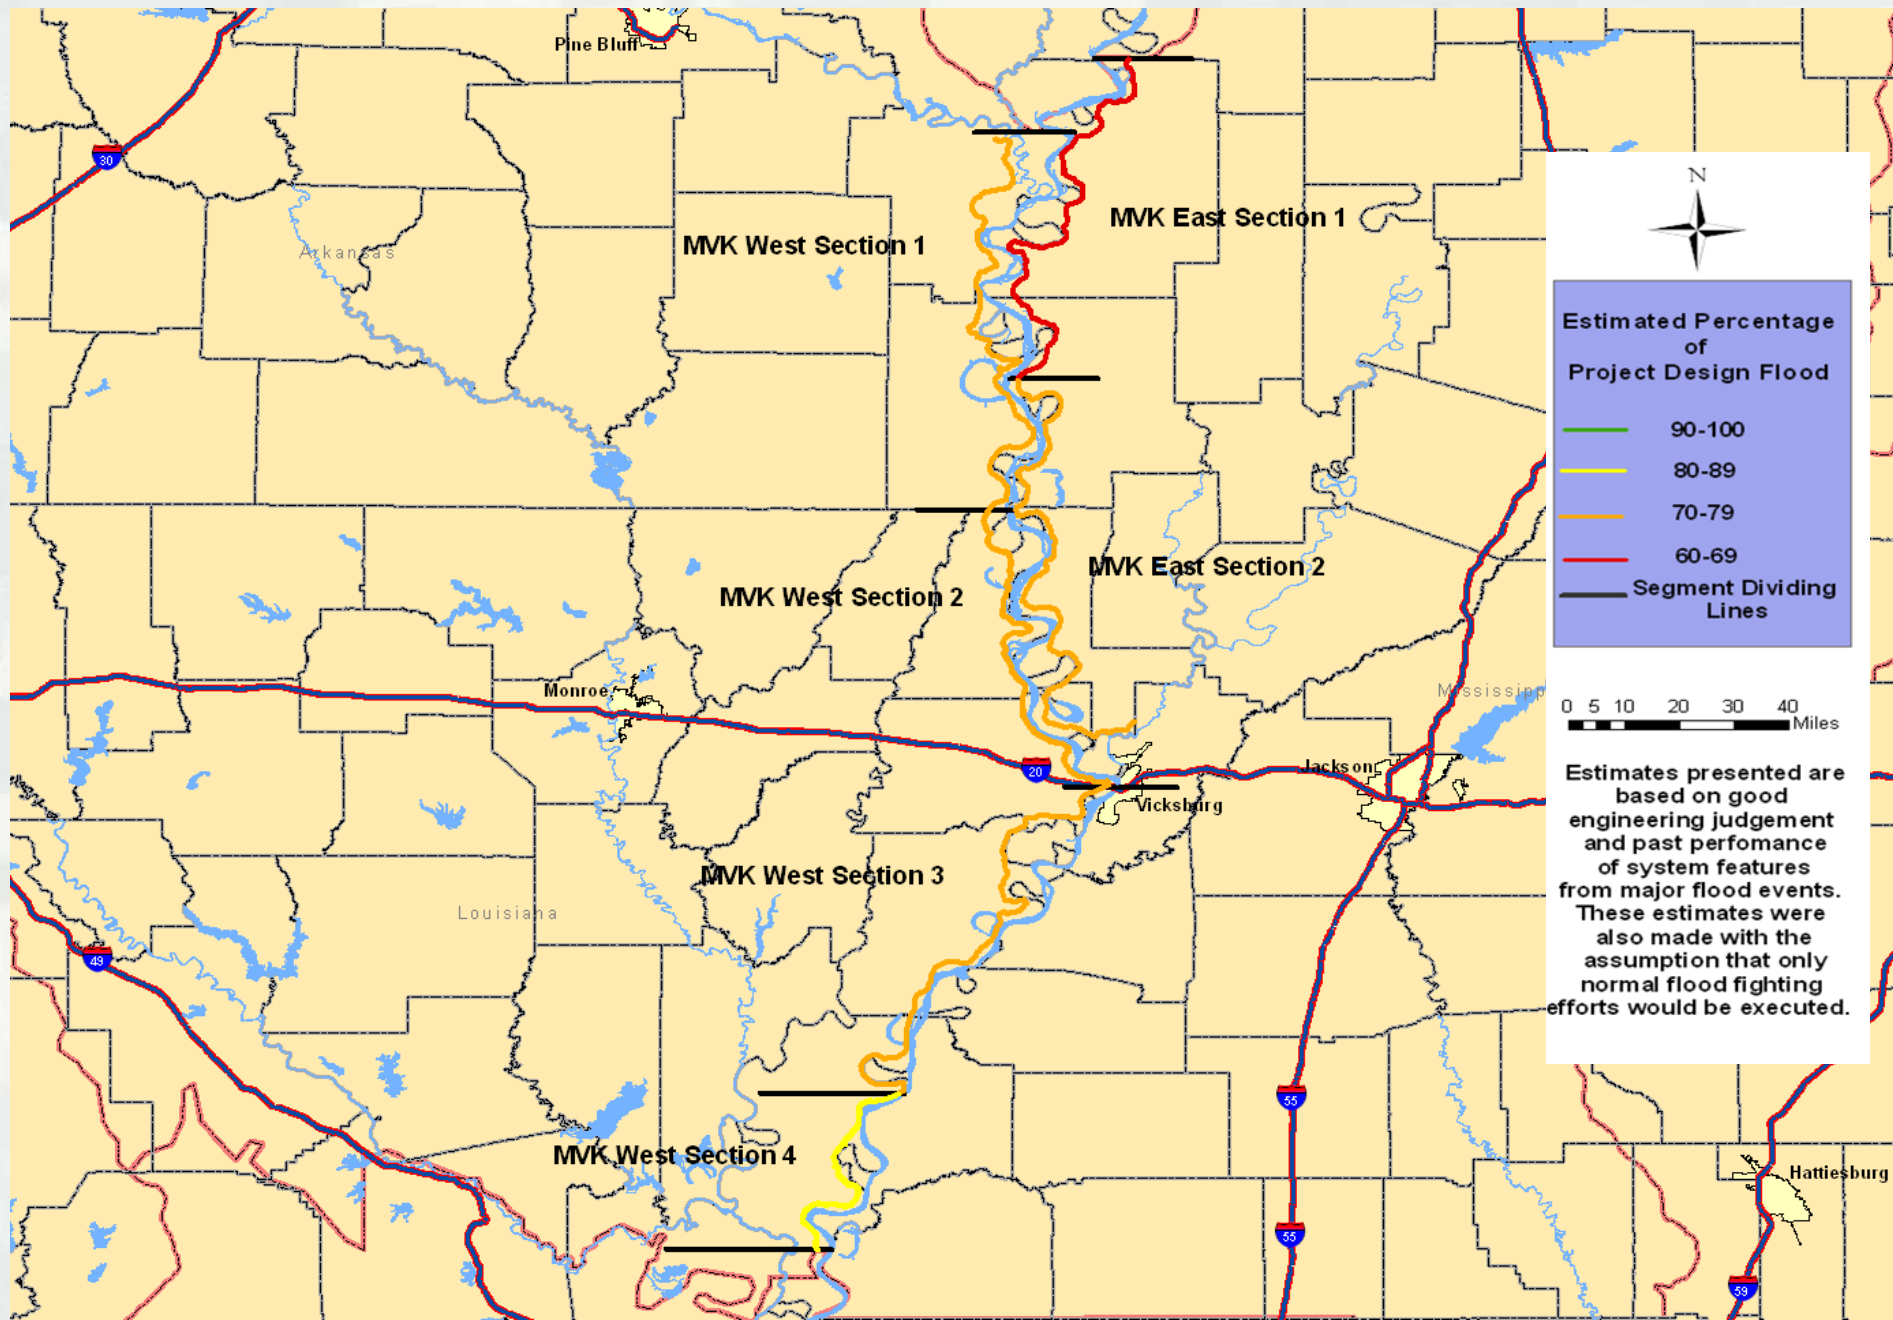 Pine Bluff
30
MVK East Section 1
MVK West Section 1
Arkansas
MVK East Section 2
MVK West Section 2
Monroe
Mississipp
20
Jackson
Vicksburg
MVK West Section 3
Louisiana
49
55
MVK West Section 4
Hattiesburg
55
59
N
Estimated Percentage
of
Project Design Flood
90-100
80-89
70-79
60-69
Segment Dividing
Lines
0 5 10 20 30 40
Miles
Estimates presented are
based on good
engineering judgement
and past perfomance
of system features
from major flood events.
These estimates were
also made with the
assumption that only
normal flood fighting
efforts would be executed.